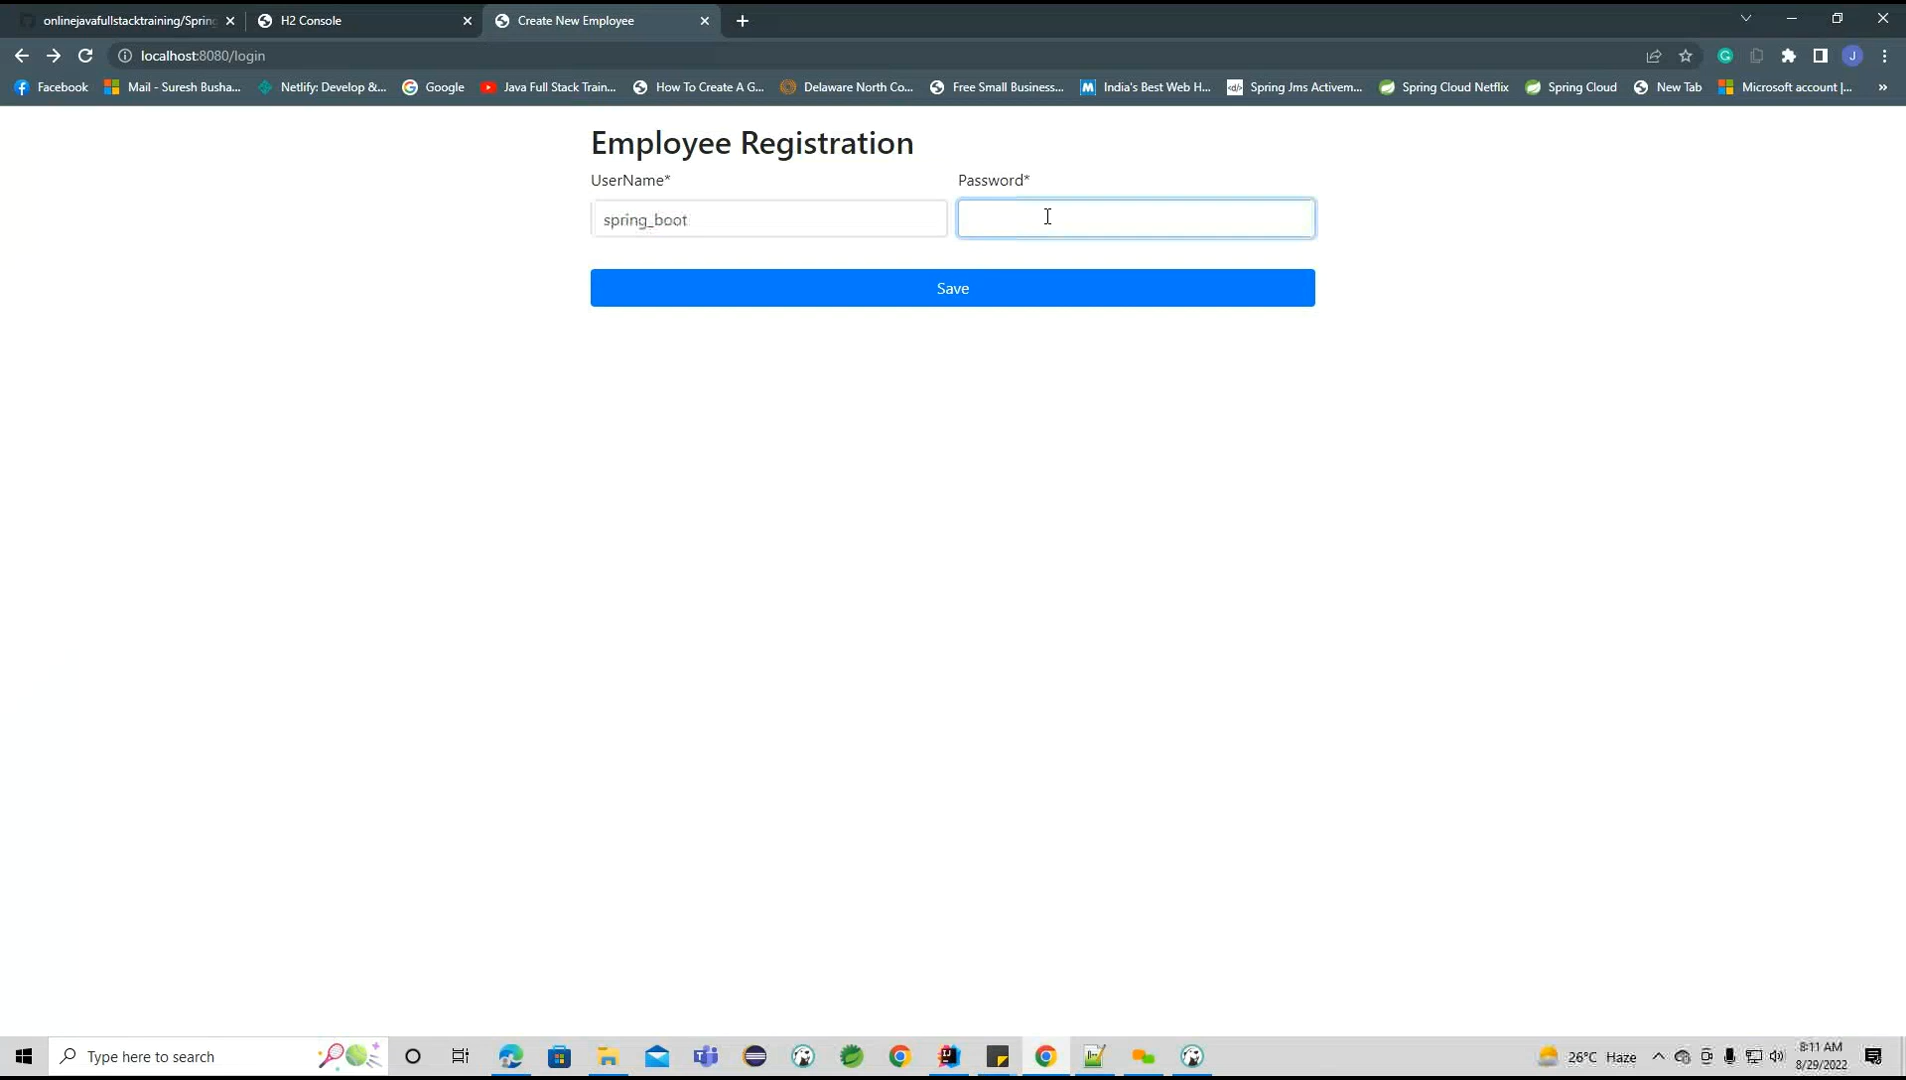 onlinejavafullstacktraining/Spring
H2 Console
Create New Employee
localhost:8080/login
Facebook
Mail - Suresh Busha...
Netlify: Develop &...
Google
Java Full Stack Train...
How To Create A G...
Delaware North Co...
Free Small Business...
India's Best Web H...
Spring Jms Activem...
Spring Cloud Netflix
Spring Cloud
New Tab
Microsoft account |...
Employee Registration
UserName*
Password*
spring_boot
Save
Type here to search
26°C Haze
8:11 AM
8/29/2022